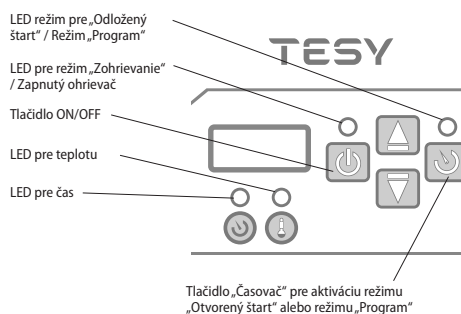 LED režim pre „Odložený
štart“ / Režim „Program“
TESY
LED pre režim „Zohrievanie“
/ Zapnutý ohrievač
Tlačidlo ON/OFF
LED pre teplotu
LED pre čas
Tlačidlo „Časovač“ pre aktiváciu režimu
„Otvorený štart“ alebo režimu „Program“